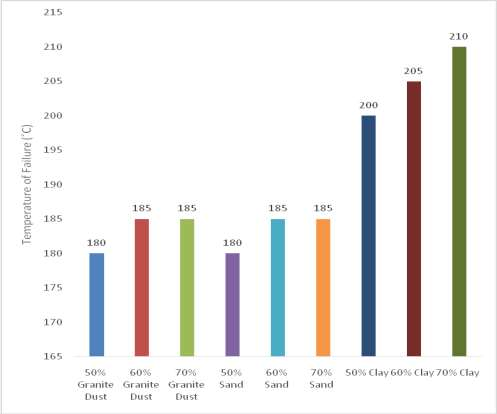 215
210
205
200
195
190
185
180
175
170
165
Temperature of Failure (°C)
180
185
185
180
185
185
200
205
210
50% Granite Dust
60% Granite Dust
70% Granite Dust
50% Sand
60% Sand
70% Sand
50% Clay
60% Clay
70% Clay